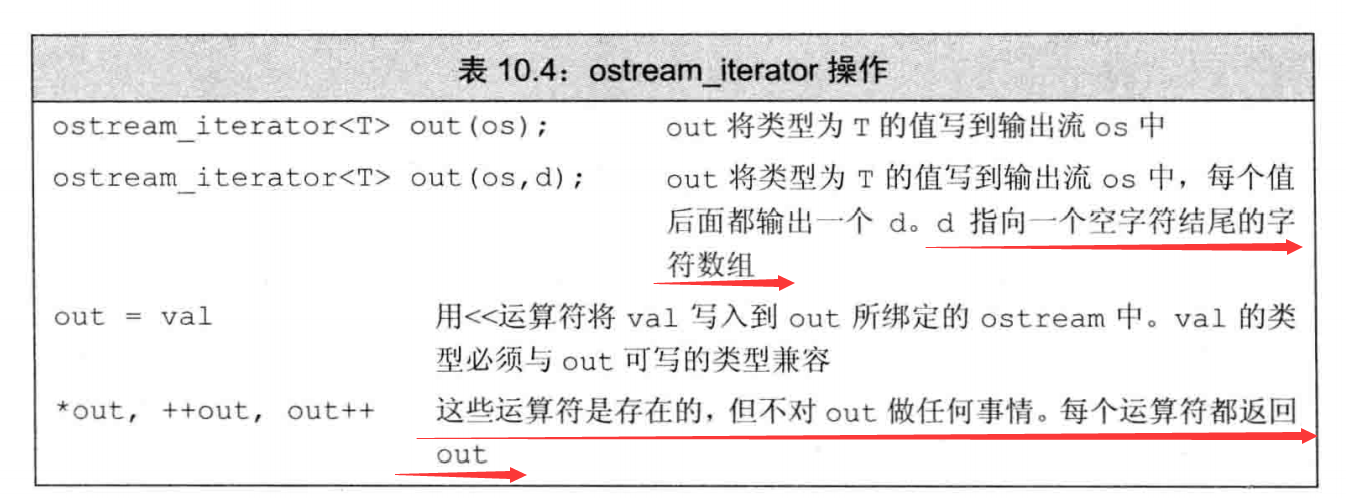 表 10.4：ostream_iterator 操作
ostream_iterator<T> out(os); out 将类型为 T 的值写到输出流 os 中
ostream_iterator<T> out(os,d); out 将类型为 T 的值写到输出流 os 中，每个值
后面都输出一个 d。d 指向一个空字符结尾的字
符数组
out = val 用<<运算符将 val 写入到 out 所绑定的 ostream 中。val 的类
型必须与 out 可写的类型兼容
*out, ++out, out++ 这些运算符是存在的，但不对 out 做任何事情。每个运算符都返回
out